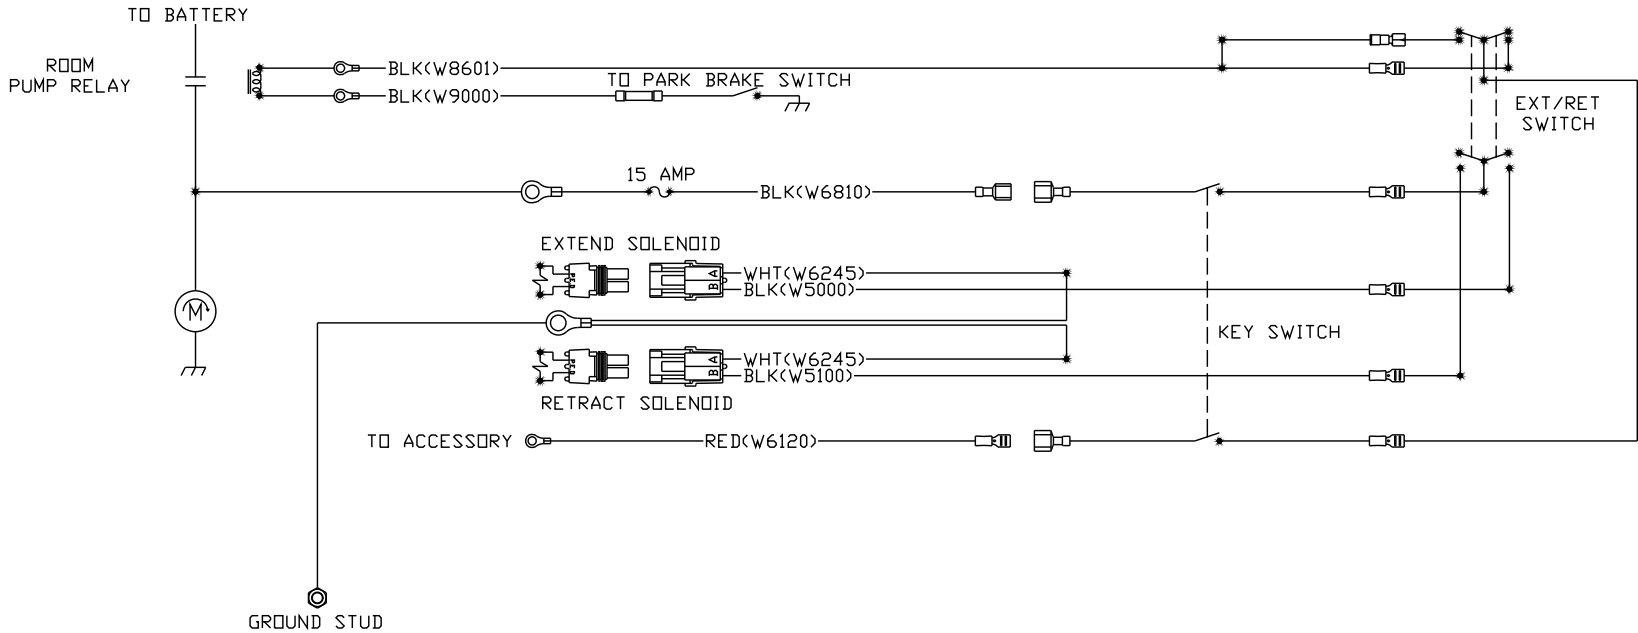 TO BATTERY
ROOM
PUMP RELAY
BLK(W8601)
TO PARK BRAKE SWITCH
BLK(W9000)
EXT/RET
SWITCH
15 AMP
BLK(W6810)
EXTEND SOLENOID
WHT(W6245)
A
B
BLK(W5000)
M
KEY SWITCH
WHT(W6245)
A
B
BLK(W5100)
RETRACT SOLENOID
TO ACCESSORY
RED(W6120)
GROUND STUD